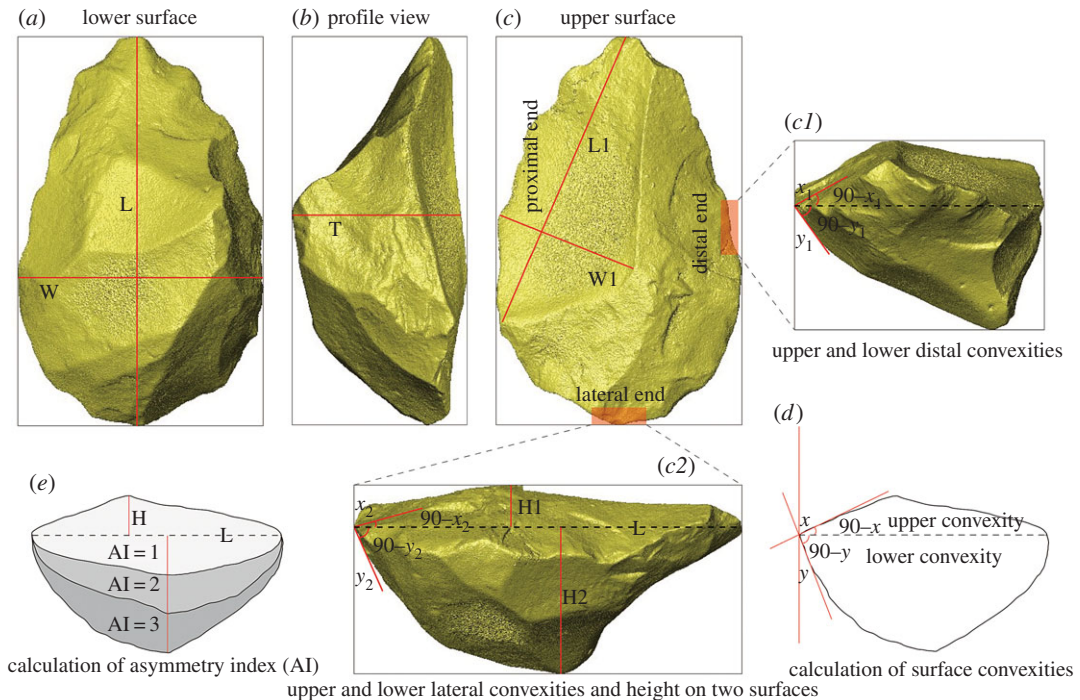 (a) lower surface
L
W
(b) profile view
T
(c) upper surface
proximal end
L1
W1
distal end
lateral end
(c1)
x1
90–x1
90–y1
y1
upper and lower distal convexities
(c2)
x2
90–x2
90–y2
y2
H1
L
H2
upper and lower lateral convexities and height on two surfaces
(d)
x
90–x upper convexity
90–y lower convexity
y
calculation of surface convexities
(e)
H
L
AI = 1
AI = 2
AI = 3
calculation of asymmetry index (AI)